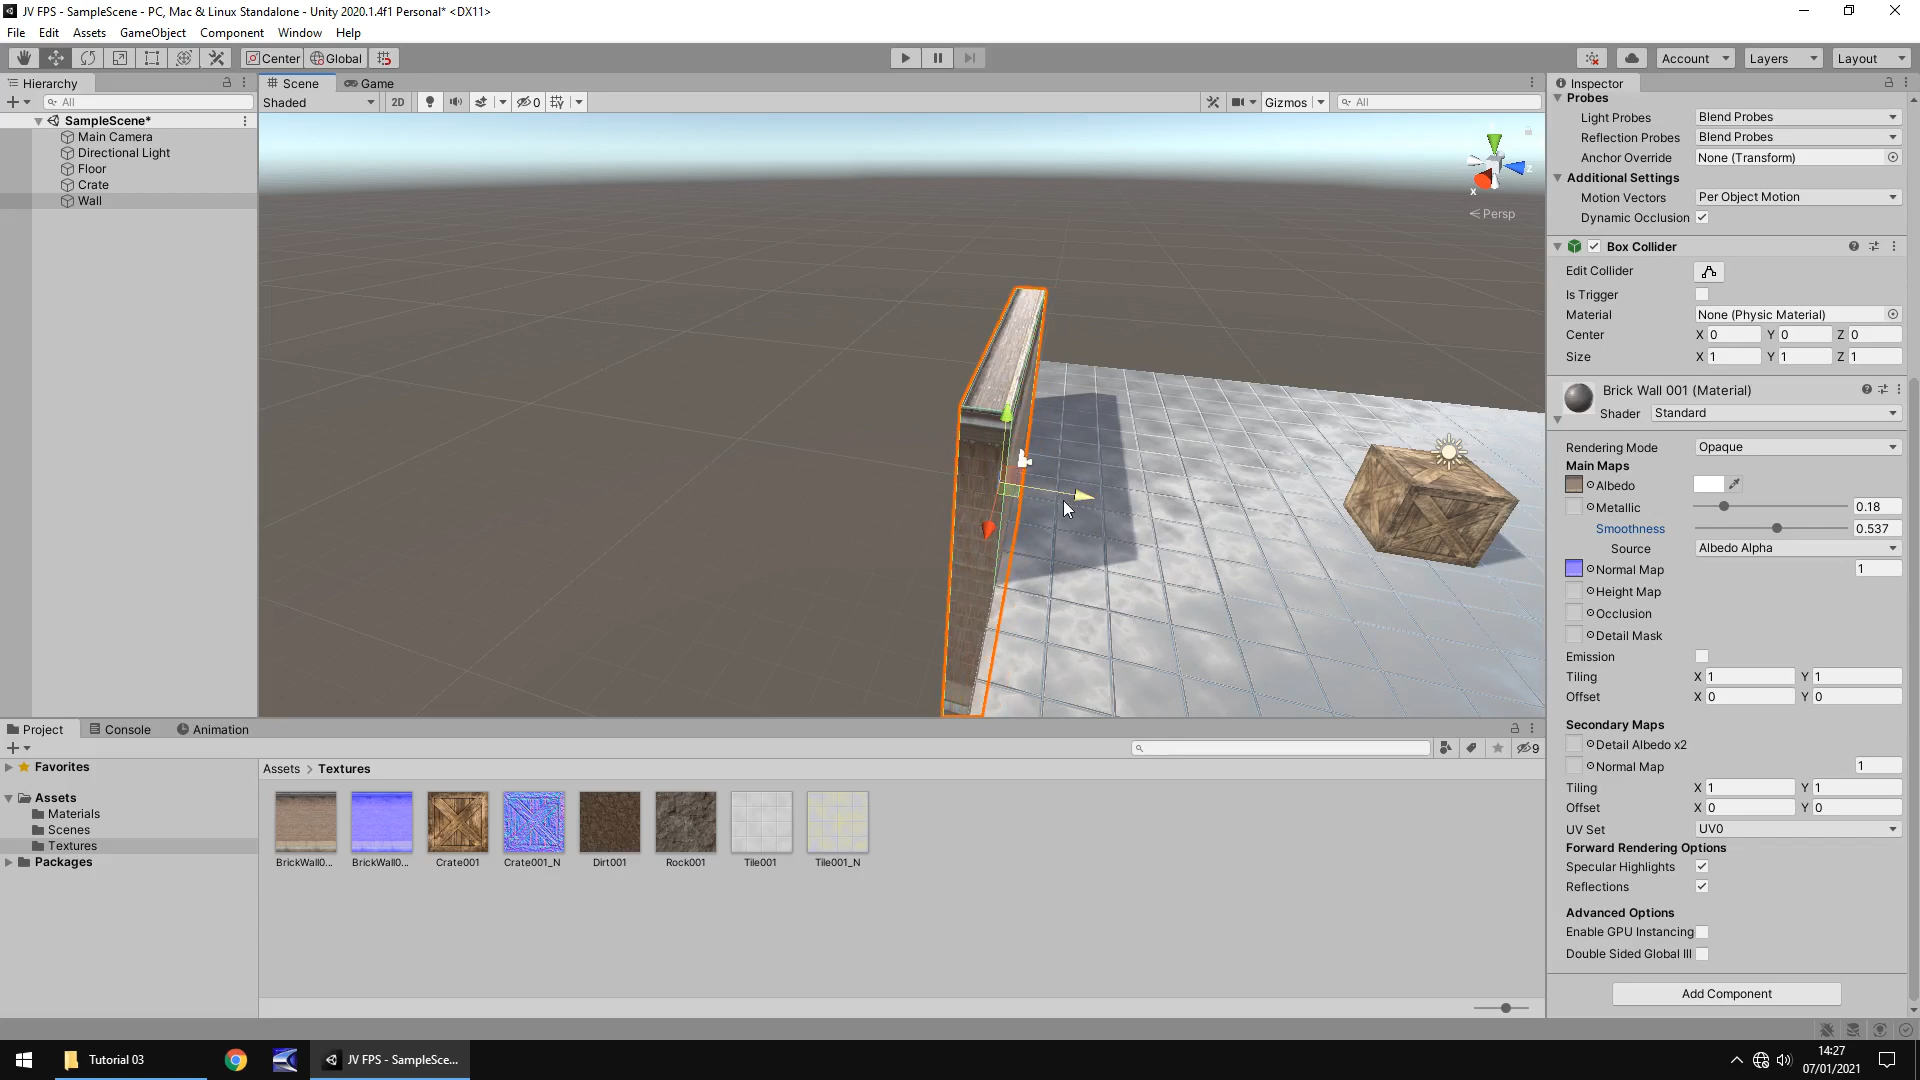 JV FPS - SampleScene - PC, Mac & Linux Standalone - Unity 2020.1.4f1 Personal* <DX11>
File Edit Assets GameObject Component Window Help
Center Global Account Layers Layout
Hierarchy Scene Game Inspector
All Shaded 2D 0 Gizmos All
SampleScene*
Main Camera
Directional Light
Floor
Crate
Wall
x z
Persp
Probes
Light Probes Blend Probes
Reflection Probes Blend Probes
Anchor Override None (Transform)
Additional Settings
Motion Vectors Per Object Motion
Dynamic Occlusion
Box Collider
Edit Collider
Is Trigger
Material None (Physic Material)
Center X 0 Y 0 Z 0
Size X 1 Y 1 Z 1
Brick Wall 001 (Material)
Shader Standard
Rendering Mode Opaque
Main Maps
Albedo
Metallic 0.18
Smoothness 0.537
Source Albedo Alpha
Normal Map 1
Height Map
Occlusion
Detail Mask
Emission
Tiling X 1 Y 1
Offset X 0 Y 0
Secondary Maps
Detail Albedo x2
Normal Map 1
Tiling X 1 Y 1
Offset X 0 Y 0
UV Set UV0
Forward Rendering Options
Specular Highlights
Reflections
Advanced Options
Enable GPU Instancing
Double Sided Global Ill
Add Component
Project Console Animation
9
Favorites
Assets
Materials
Scenes
Textures
Packages
Assets > Textures
BrickWall0... BrickWall0... Crate001 Crate001_N Dirt001 Rock001 Tile001 Tile001_N
Tutorial 03 JV FPS - SampleSce...
14:27
07/01/2021